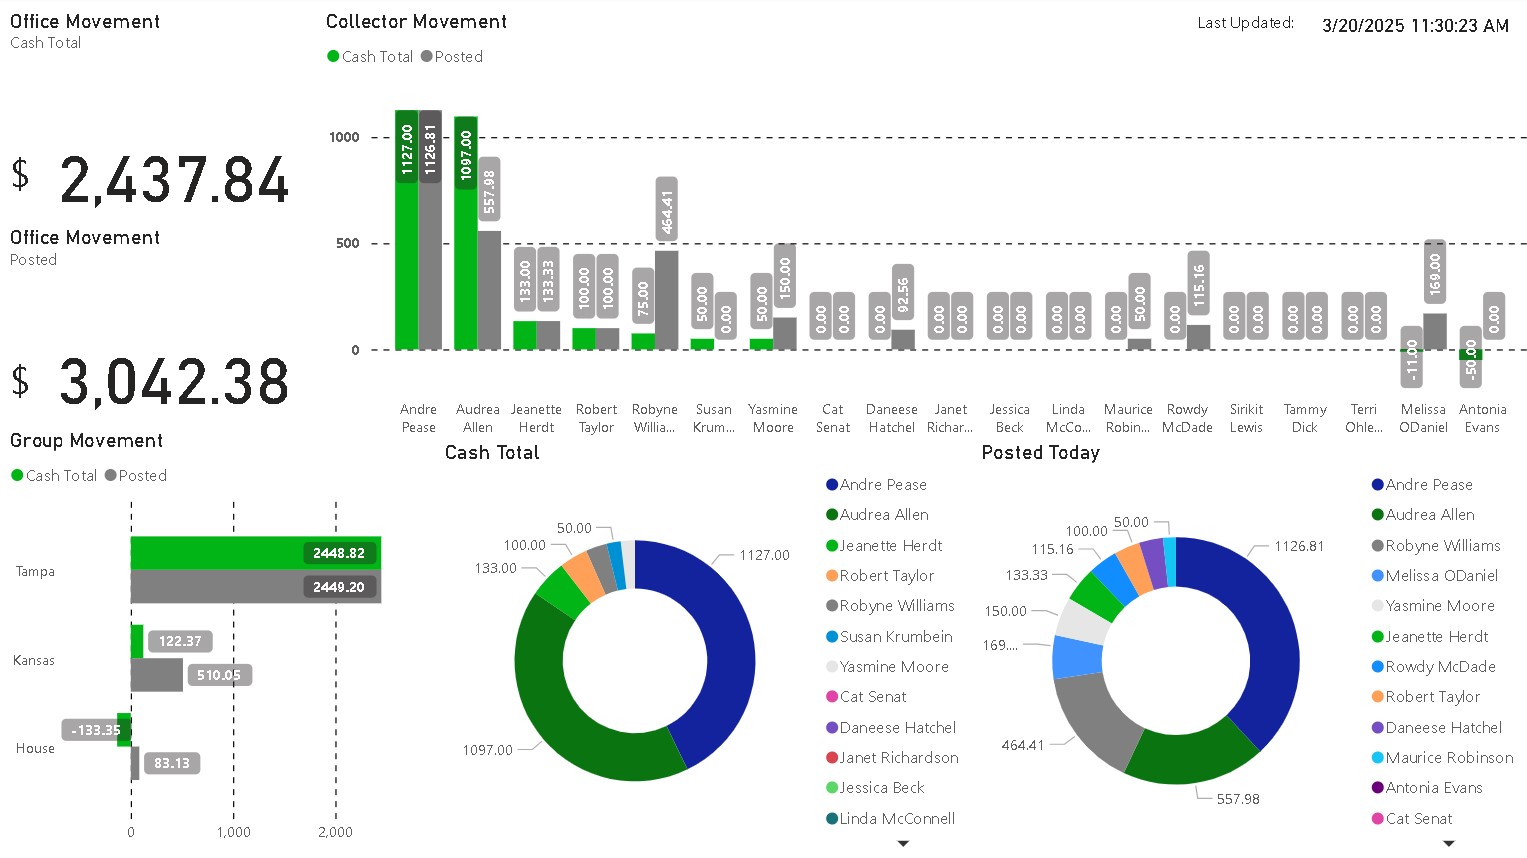 Office Movement
Cash Total
$ 2,437.84
Office Movement
Posted
$ 3,042.38
Collector Movement
Cash Total Posted
Last Updated: 3/20/2025 11:30:23 AM
1000
500
0
1127.00 1126.81 1097.00 557.98 133.00 133.33 100.00 100.00 75.00 464.41 50.00 0.00 50.00 150.00 0.00 0.00 0.00 92.56 0.00 0.00 0.00 0.00 0.00 0.00 0.00 50.00 0.00 115.16 0.00 0.00 0.00 0.00 0.00 0.00 -11.00 169.00 -50.00 0.00
Andre Pease
Audrea Allen
Jeanette Herdt
Robert Taylor
Robyne Willia...
Susan Krum...
Yasmine Moore
Cat Senat
Daneese Hatchel
Janet Richar...
Jessica Beck
Linda McCo...
Maurice Robin...
Rowdy McDade
Sirikit Lewis
Tammy Dick
Terri Ohle...
Melissa ODaniel
Antonia Evans
Group Movement
Cash Total Posted
Tampa
2448.82
2449.20
Kansas
122.37
510.05
House
-133.35
83.13
0 1,000 2,000
Cash Total
50.00
100.00
133.00
1127.00
1097.00
Andre Pease
Audrea Allen
Jeanette Herdt
Robert Taylor
Robyne Williams
Susan Krumbein
Yasmine Moore
Cat Senat
Daneese Hatchel
Janet Richardson
Jessica Beck
Linda McConnell
Posted Today
50.00
100.00
115.16
133.33
150.00
169....
464.41
557.98
1126.81
Andre Pease
Audrea Allen
Robyne Williams
Melissa ODaniel
Yasmine Moore
Jeanette Herdt
Rowdy McDade
Robert Taylor
Daneese Hatchel
Maurice Robinson
Antonia Evans
Cat Senat